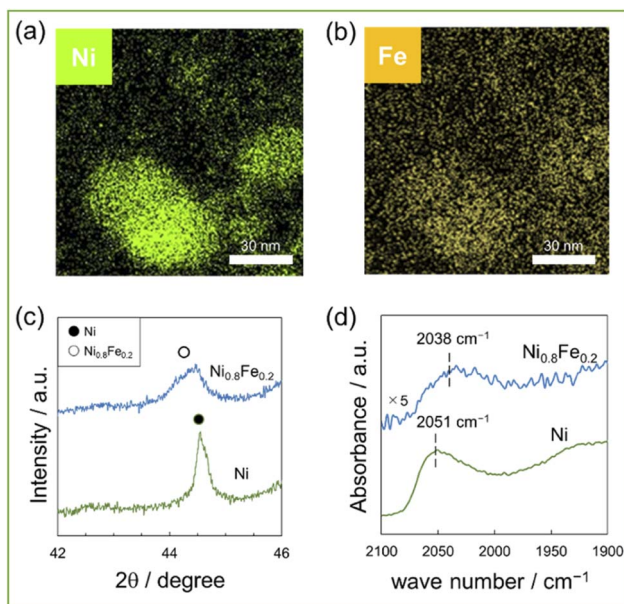 (a)
Ni
30 nm
(b)
Fe
30 nm
(c)
Ni
Ni0.8Fe0.2
Ni0.8Fe0.2
Ni
Intensity / a.u.
42
44
46
2θ / degree
(d)
2038 cm−1
Ni0.8Fe0.2
×5
2051 cm−1
Ni
Absorbance / a.u.
2100
2050
2000
1950
1900
wave number / cm−1